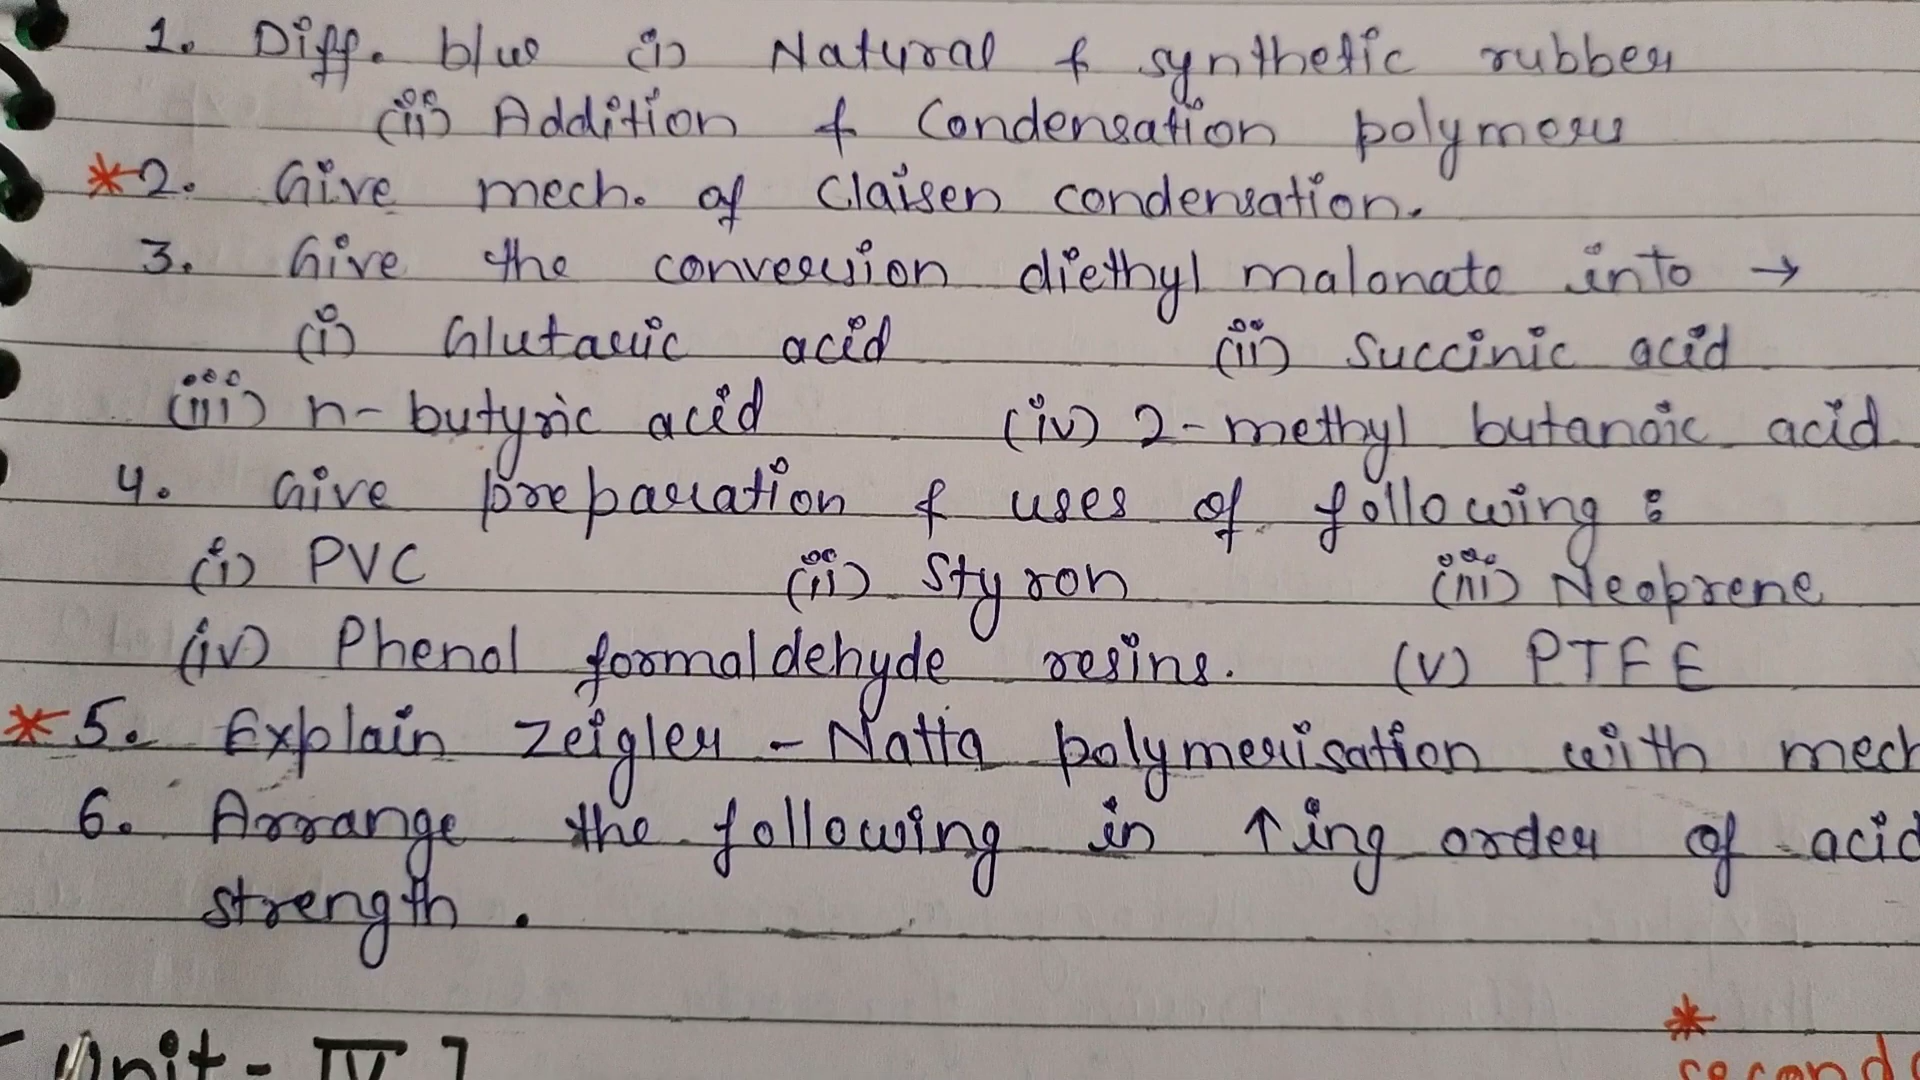 1. Diff. b/w (i) Natural & synthetic rubber
(ii) Addition & Condensation polymers
*2. Give mech. of Claisen condensation.
3. Give the conversion diethyl malonate into →
(i) Glutaric acid (ii) Succinic acid
(iii) n-butyric acid (iv) 2-methyl butanoic acid
4. Give preparation & uses of following :
(i) PVC (ii) Styron (iii) Neoprene
(iv) Phenol formaldehyde resins. (v) PTFE
*5. Explain Zeigler - Natta polymerisation with mech
6. Arrange the following in ↑ing order of acid
strength.
*
[Unit - IV]